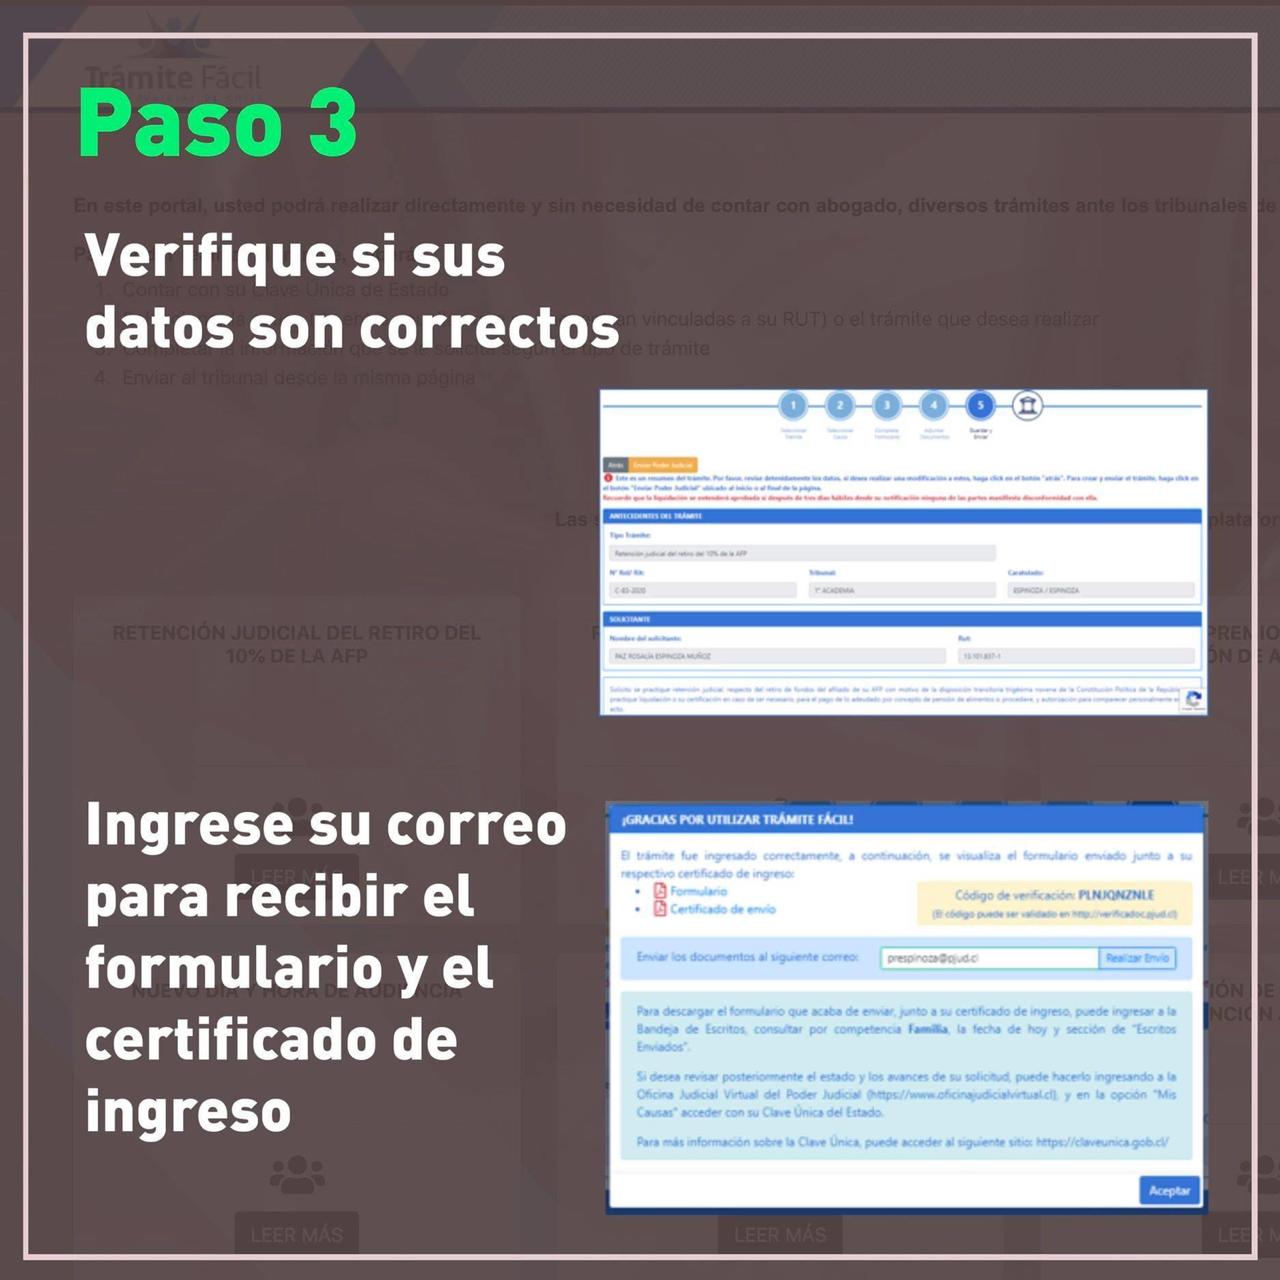 Trámite Fácil
Paso 3
En este portal, usted podrá realizar directamente y sin necesidad de contar con abogado, diversos trámites ante los tribunales de
Verifique si sus
datos son correctos
1. Contar con su Clave Única de Estado
vinculadas a su RUT) o el trámite que desea realizar
3. Completar la información que se le solicita según el tipo de trámite
4. Enviar al tribunal desde la misma página
1 2 3 4 5
Seleccionar Trámite
Seleccionar Causa
Complete Formulario
Adjuntar Documentos
Guardar y Enviar
Atrás Enviar Poder Judicial
Este es un resumen del trámite. Por favor, revise detenidamente los datos, si desea realizar una modificación a estos, haga click en el botón "atrás". Para crear y enviar el trámite, haga click en
el botón "Enviar Poder Judicial" ubicado al inicio o al final de la página.
Recuerde que la liquidación se entenderá aprobada si después de tres días hábiles desde su notificación ninguna de las partes manifiesta disconformidad con ella.
Las
ANTECEDENTES DEL TRÁMITE
Tipo Trámite:
Retención judicial del retiro del 10% de la AFP
N° Rol/ Rit: Tribunal: Caratulado:
C-83-2020 1° ACADEMIA ESPINOZA / ESPINOZA
SOLICITANTE
Nombre del solicitante: Rut:
PAZ ROSALÍA ESPINOZA MUÑOZ 13.101.837-1
Solicito se practique retención judicial, respecto del retiro de fondos del afiliado de su AFP con motivo de la disposición transitoria trigésima novena de la Constitución Política de la Repúbli
practique liquidación o su certificación en caso de ser necesario, para el pago de lo adeudado por concepto de pensión de alimentos si procediere, y autorización para comparecer personalmente
acto.
RETENCIÓN JUDICIAL DEL RETIRO DEL
10% DE LA AFP
Ingrese su correo
para recibir el
formulario y el
certificado de
ingreso
LEER MÁS
NUEVO DÍA Y HORA DE AUDIENCIA
¡GRACIAS POR UTILIZAR TRÁMITE FÁCIL!
El trámite fue ingresado correctamente, a continuación, se visualiza el formulario enviado junto a su
respectivo certificado de ingreso:
• Formulario
• Certificado de envío
Código de verificación: PLNJQNZNLE
(El código puede ser validado en http://verificadoc.pjud.cl)
Enviar los documentos al siguiente correo: prespinoza@pjud.cl Realizar Envío
Para descargar el formulario que acaba de enviar, junto a su certificado de ingreso, puede ingresar a la
Bandeja de Escritos, consultar por competencia Familia, la fecha de hoy y sección de "Escritos
Enviados".
Si desea revisar posteriormente el estado y los avances de su solicitud, puede hacerlo ingresando a la
Oficina Judicial Virtual del Poder Judicial (https://www.oficinajudicialvirtual.cl), y en la opción "Mis
Causas" acceder con su Clave Única del Estado.
Para más información sobre la Clave Única, puede acceder al siguiente sitio: https://claveunica.gob.cl/
Aceptar
LEER MÁS LEER MÁS